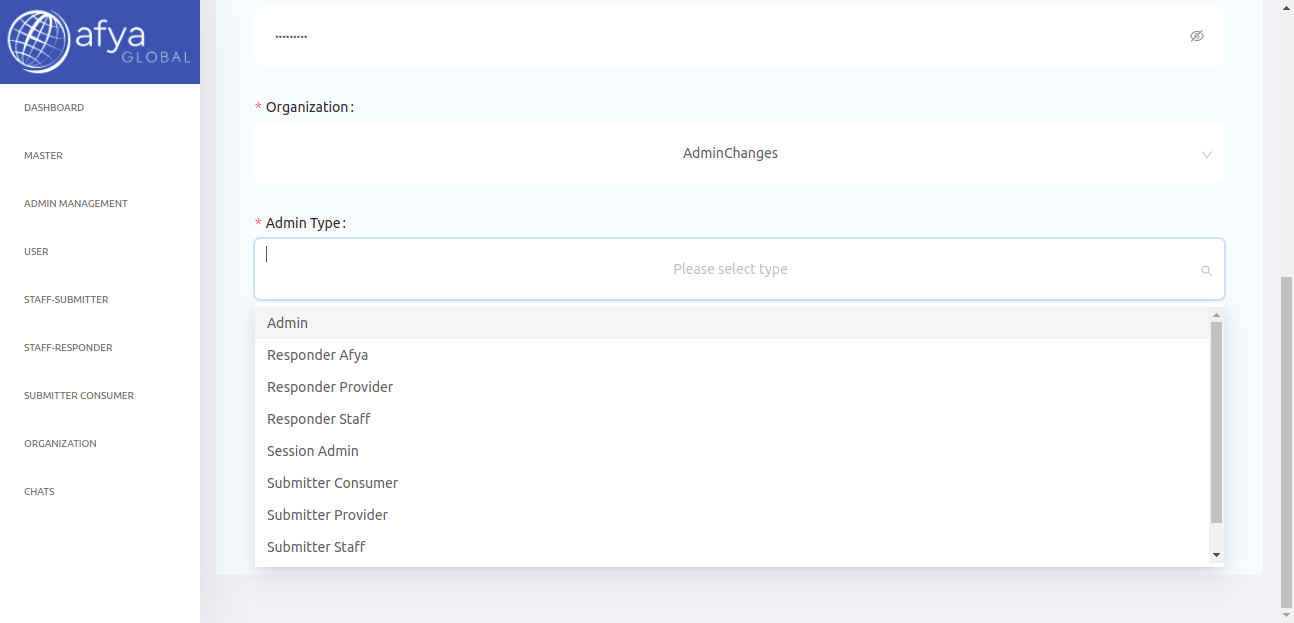 afya
GLOBAL
DASHBOARD
MASTER
ADMIN MANAGEMENT
USER
STAFF-SUBMITTER
STAFF-RESPONDER
SUBMITTER CONSUMER
ORGANIZATION
CHATS
•••••••••
* Organization:
AdminChanges
* Admin Type:
Please select type
Admin
Responder Afya
Responder Provider
Responder Staff
Session Admin
Submitter Consumer
Submitter Provider
Submitter Staff